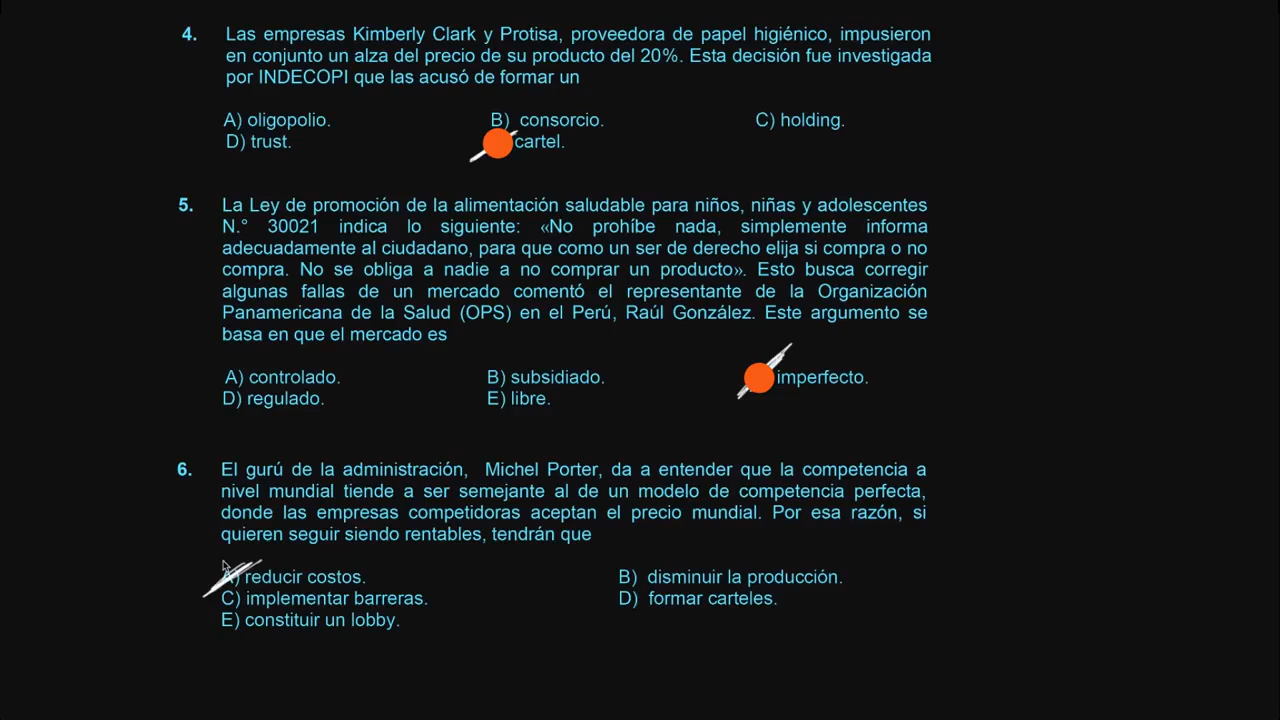 4. Las empresas Kimberly Clark y Protisa, proveedora de papel higiénico, impusieron
en conjunto un alza del precio de su producto del 20%. Esta decisión fue investigada
por INDECOPI que las acusó de formar un
A) oligopolio. B) consorcio. C) holding.
D) trust. cartel.
5. La Ley de promoción de la alimentación saludable para niños, niñas y adolescentes
N.° 30021 indica lo siguiente: «No prohíbe nada, simplemente informa
adecuadamente al ciudadano, para que como un ser de derecho elija si compra o no
compra. No se obliga a nadie a no comprar un producto». Esto busca corregir
algunas fallas de un mercado comentó el representante de la Organización
Panamericana de la Salud (OPS) en el Perú, Raúl González. Este argumento se
basa en que el mercado es
A) controlado. B) subsidiado. imperfecto.
D) regulado. E) libre.
6. El gurú de la administración, Michel Porter, da a entender que la competencia a
nivel mundial tiende a ser semejante al de un modelo de competencia perfecta,
donde las empresas competidoras aceptan el precio mundial. Por esa razón, si
quieren seguir siendo rentables, tendrán que
A) reducir costos. B) disminuir la producción.
C) implementar barreras. D) formar carteles.
E) constituir un lobby.